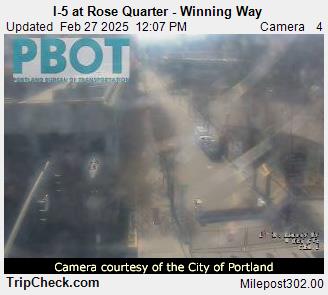 I-5 at Rose Quarter - Winning Way
Updated Feb 27 2025 12:07 PM Camera 4
PBOT
PORTLAND BUREAU OF TRANSPORTATION
Camera courtesy of the City of Portland
TripCheck.com Milepost302.00